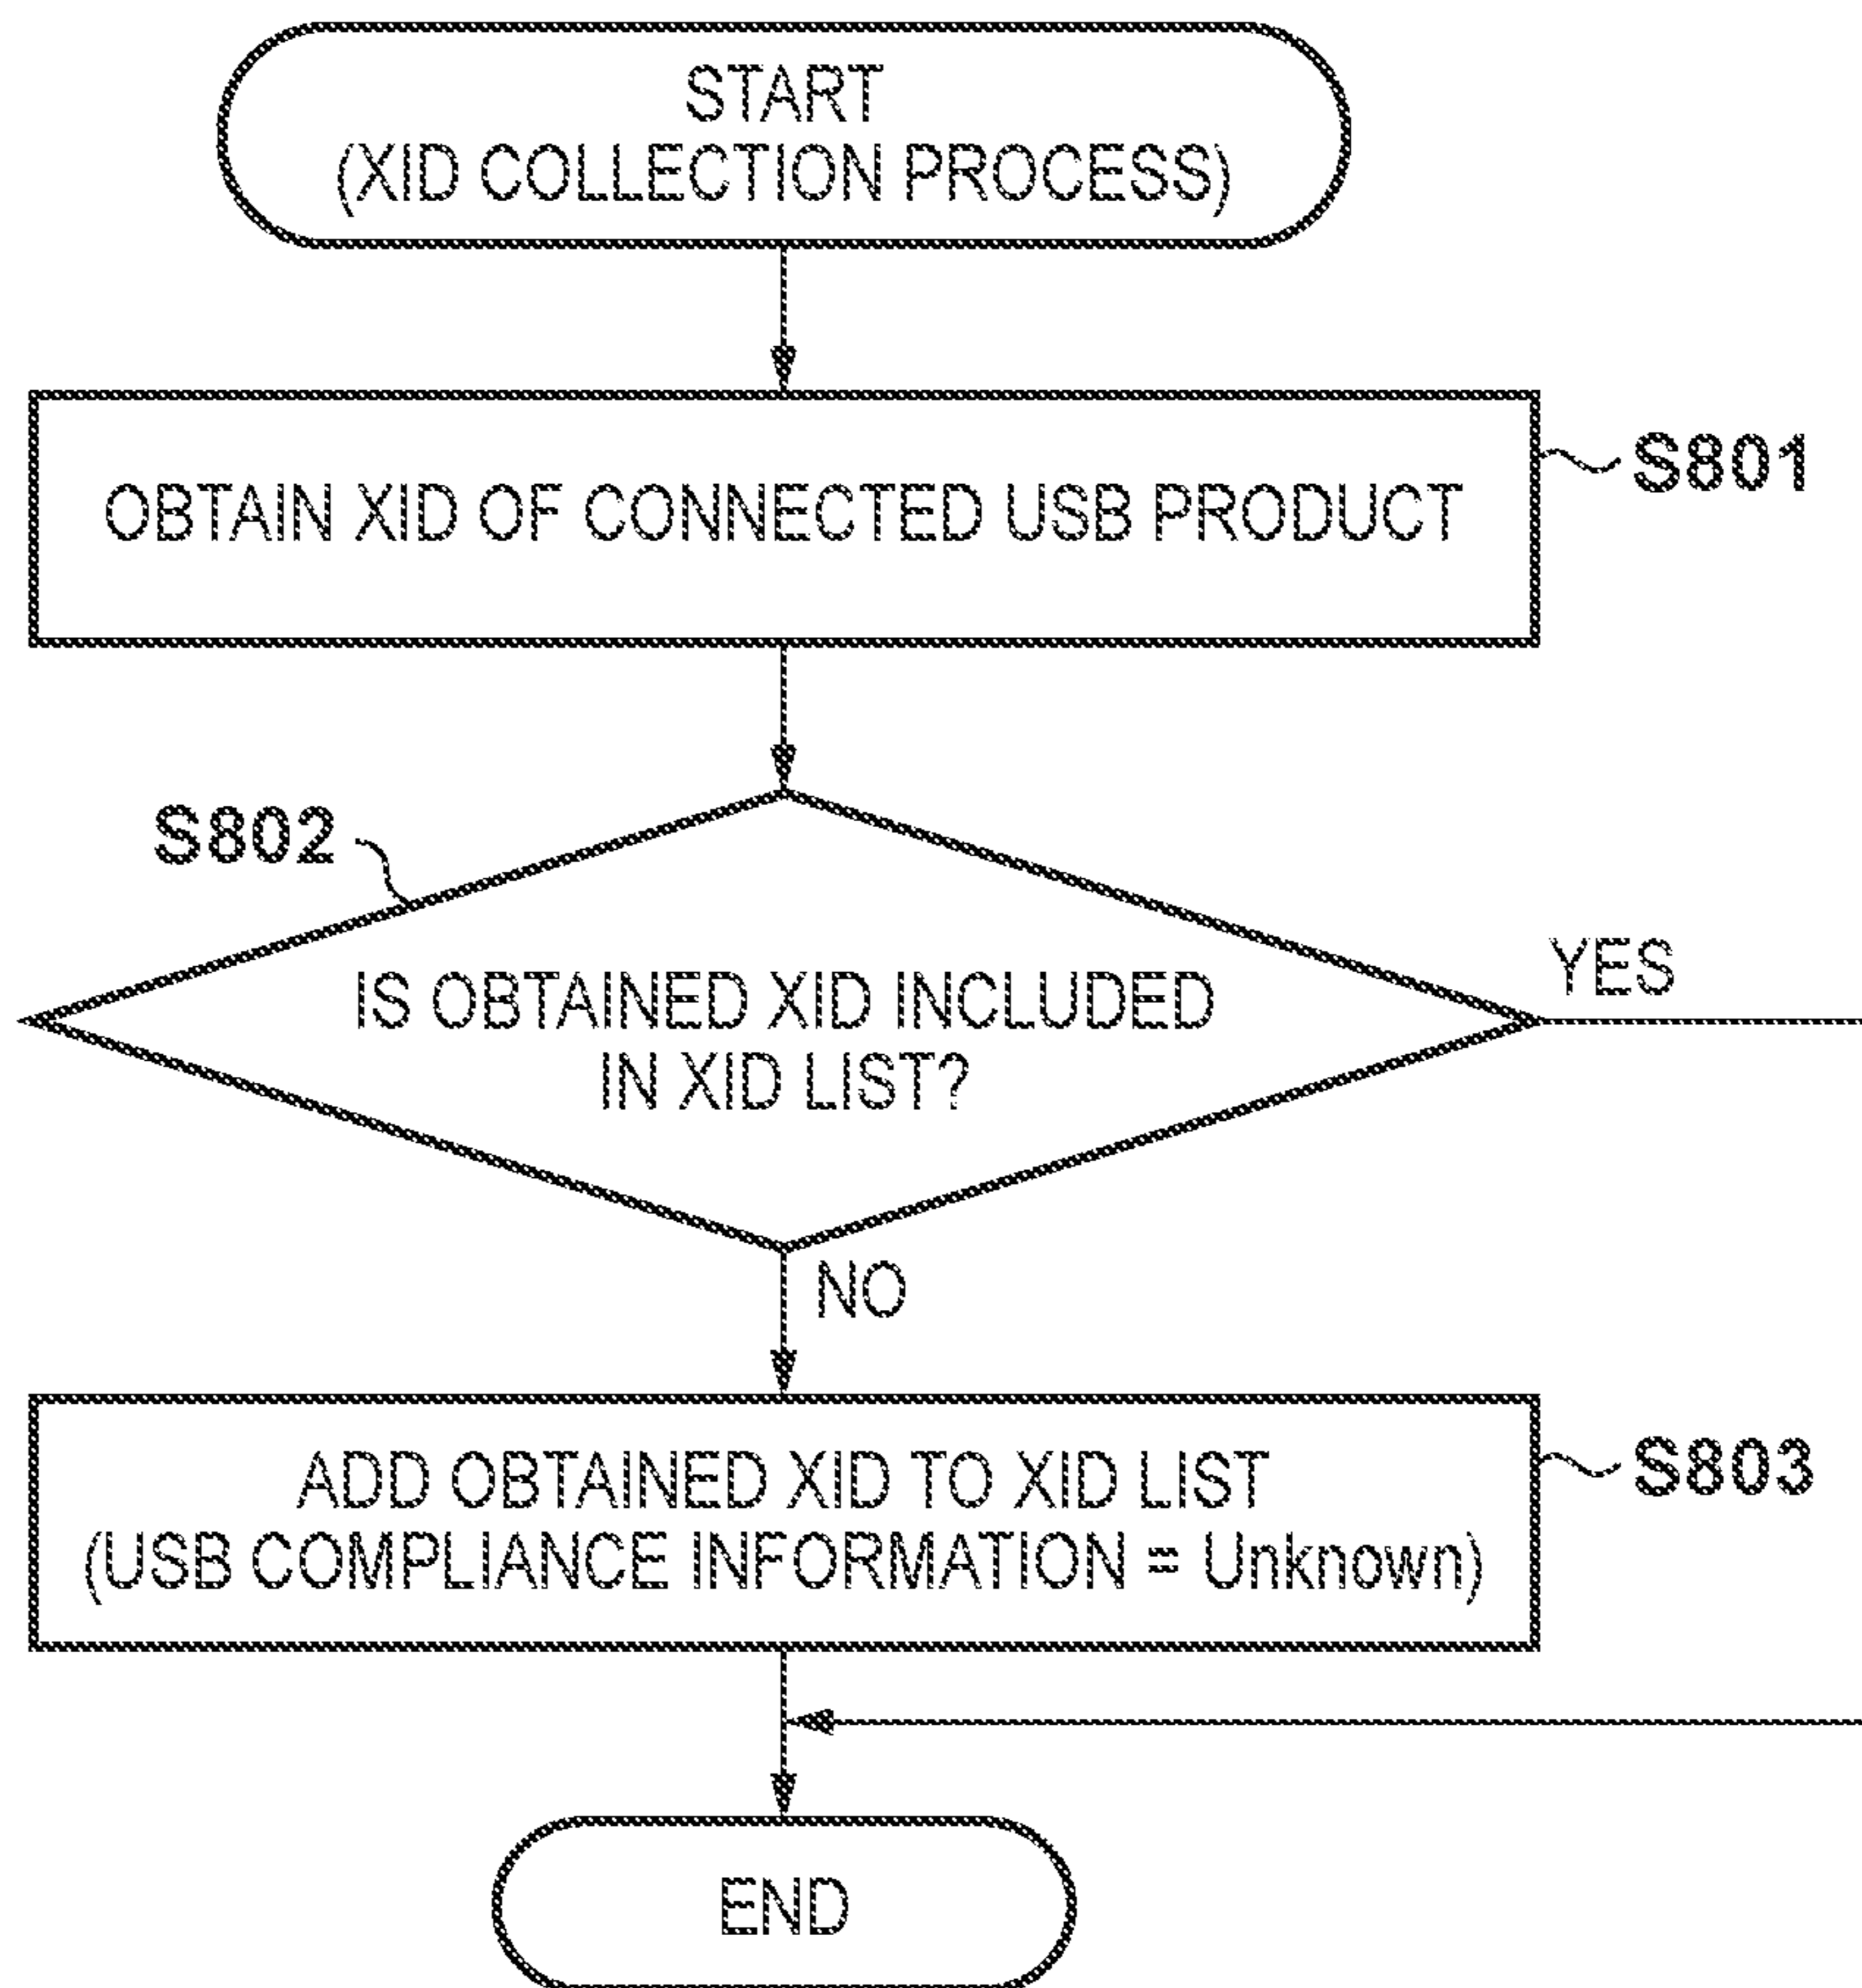 START
(XID COLLECTION PROCESS)
OBTAIN XID OF CONNECTED USB PRODUCT
S801
S802
IS OBTAINED XID INCLUDED
IN XID LIST?
YES
NO
ADD OBTAINED XID TO XID LIST
(USB COMPLIANCE INFORMATION = Unknown)
S803
END